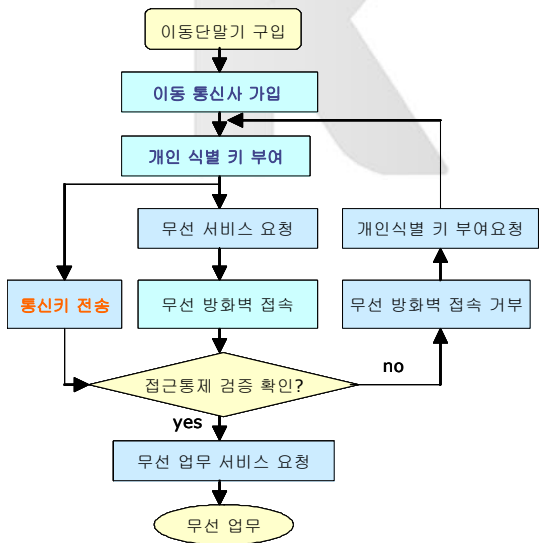 이동단말기 구입
이동 통신사 가입
개인 식별 키 부여
무선 서비스 요청
개인식별 키 부여요청
통신키 전송
무선 방화벽 접속
무선 방화벽 접속 거부
접근통제 검증 확인?
no
yes
무선 업무 서비스 요청
무선 업무